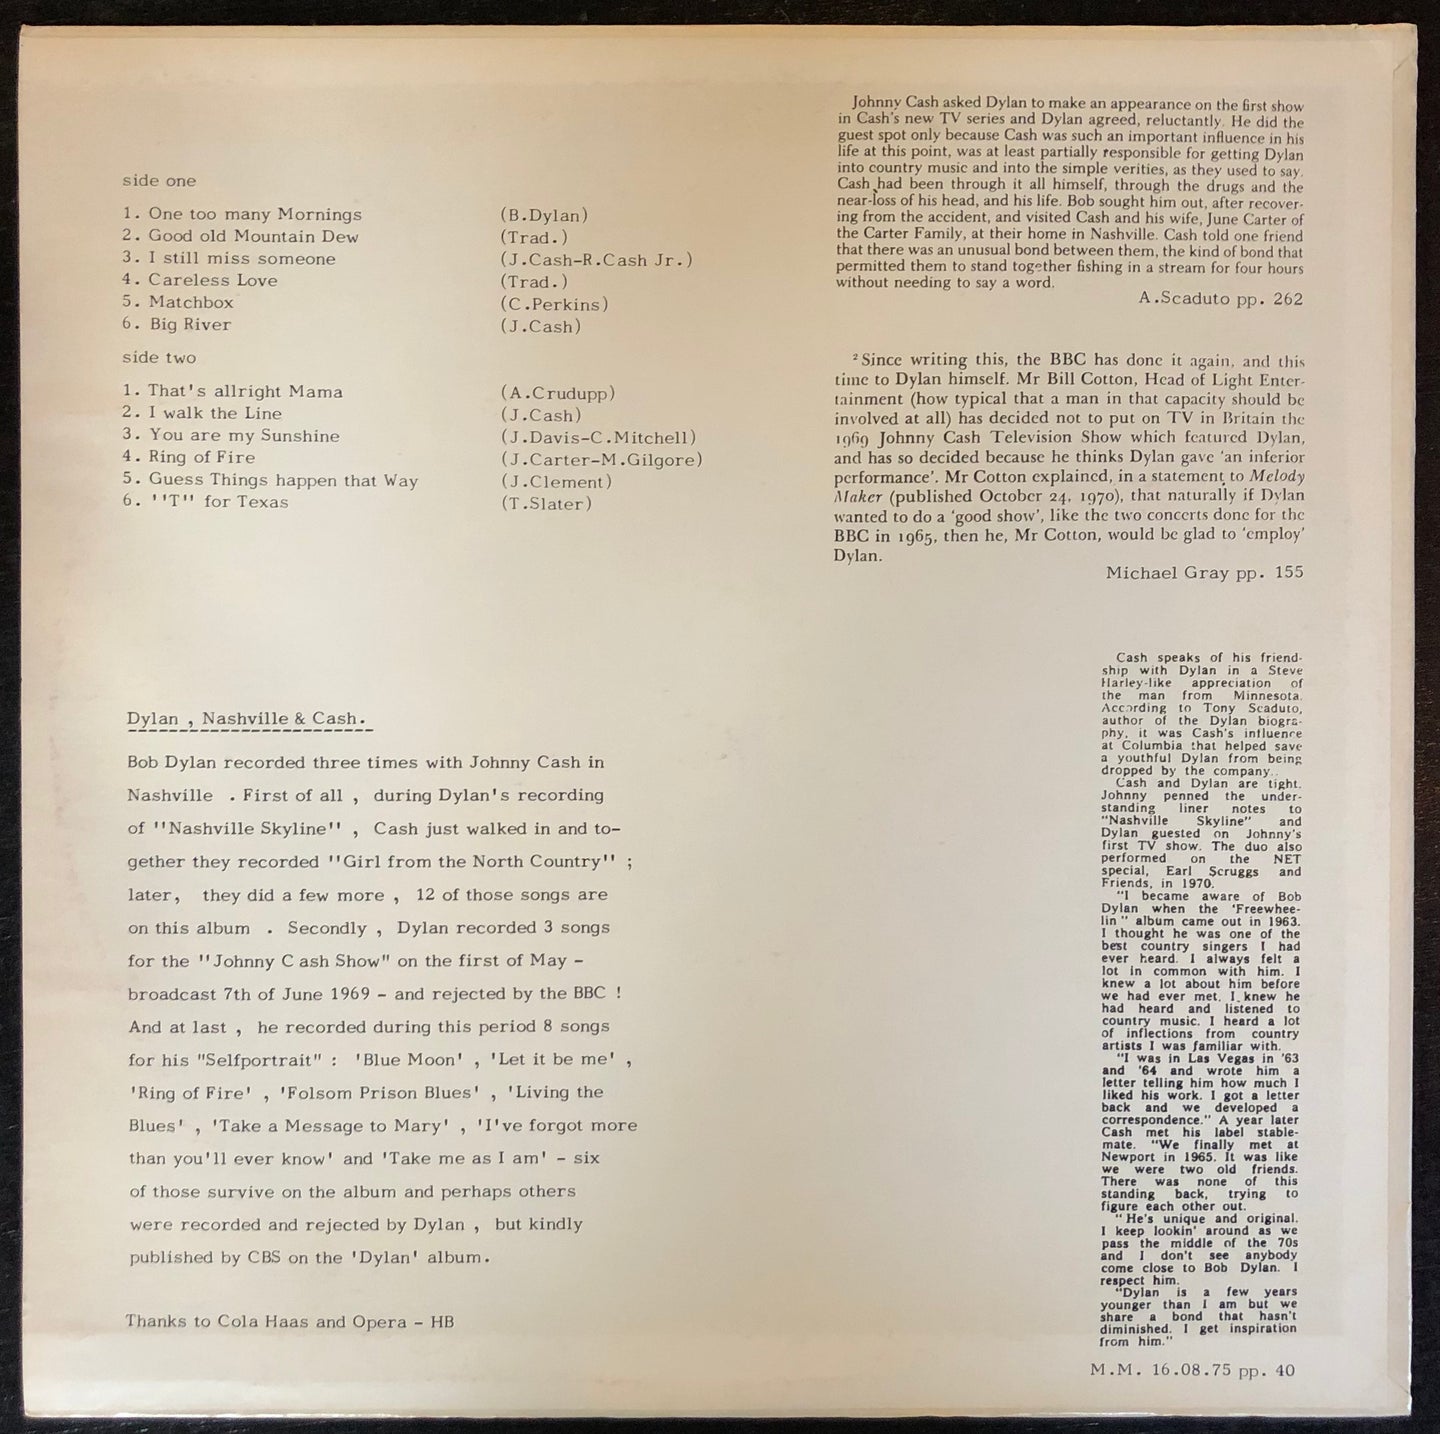 side one
1. One too many Mornings (B.Dylan)
2. Good old Mountain Dew (Trad.)
3. I still miss someone (J.Cash-R.Cash Jr.)
4. Careless Love (Trad.)
5. Matchbox (C.Perkins)
6. Big River (J.Cash)
side two
1. That's allright Mama (A.Crudupp)
2. I walk the Line (J.Cash)
3. You are my Sunshine (J.Davis-C.Mitchell)
4. Ring of Fire (J.Carter-M.Gilgore)
5. Guess Things happen that Way (J.Clement)
6. ''T'' for Texas (T.Slater)
Dylan , Nashville & Cash.
Bob Dylan recorded three times with Johnny Cash in
Nashville . First of all , during Dylan's recording
of ''Nashville Skyline'' , Cash just walked in and to-
gether they recorded ''Girl from the North Country'' ;
later, they did a few more , 12 of those songs are
on this album . Secondly , Dylan recorded 3 songs
for the ''Johnny C ash Show" on the first of May -
broadcast 7th of June 1969 - and rejected by the BBC !
And at last , he recorded during this period 8 songs
for his "Selfportrait" : 'Blue Moon' , 'Let it be me' ,
'Ring of Fire' , 'Folsom Prison Blues' , 'Living the
Blues' , 'Take a Message to Mary' , 'I've forgot more
than you'll ever know' and 'Take me as I am' - six
of those survive on the album and perhaps others
were recorded and rejected by Dylan , but kindly
published by CBS on the 'Dylan' album.
Thanks to Cola Haas and Opera - HB
Johnny Cash asked Dylan to make an appearance on the first show
in Cash's new TV series and Dylan agreed, reluctantly. He did the
guest spot only because Cash was such an important influence in his
life at this point, was at least partially responsible for getting Dylan
into country music and into the simple verities, as they used to say.
Cash had been through it all himself, through the drugs and the
near-loss of his head, and his life. Bob sought him out, after recover-
ing from the accident, and visited Cash and his wife, June Carter of
the Carter Family, at their home in Nashville. Cash told one friend
that there was an unusual bond between them, the kind of bond that
permitted them to stand together fishing in a stream for four hours
without needing to say a word.
A.Scaduto pp. 262
² Since writing this, the BBC has done it again, and this
time to Dylan himself. Mr Bill Cotton, Head of Light Enter-
tainment (how typical that a man in that capacity should be
involved at all) has decided not to put on TV in Britain the
1969 Johnny Cash Television Show which featured Dylan,
and has so decided because he thinks Dylan gave 'an inferior
performance'. Mr Cotton explained, in a statement to Melody
Maker (published October 24, 1970), that naturally if Dylan
wanted to do a 'good show', like the two concerts done for the
BBC in 1965, then he, Mr Cotton, would be glad to 'employ'
Dylan.
Michael Gray pp. 155
Cash speaks of his friend-
ship with Dylan in a Steve
Harley-like appreciation of
the man from Minnesota.
According to Tony Scaduto,
author of the Dylan biogra-
phy, it was Cash's influence
at Columbia that helped save
a youthful Dylan from being
dropped by the company..
Cash and Dylan are tight.
Johnny penned the under-
standing liner notes to
"Nashville Skyline" and
Dylan guested on Johnny's
first TV show. The duo also
performed on the NET
special, Earl Scruggs and
Friends, in 1970.
"I became aware of Bob
Dylan when the 'Freewhee-
lin" album came out in 1963.
I thought he was one of the
best country singers I had
ever heard. I always felt a
lot in common with him. I
knew a lot about him before
we had ever met. I knew he
had heard and listened to
country music. I heard a lot
of inflections from country
artists I was familiar with.
"I was in Las Vegas in '63
and '64 and wrote him a
letter telling him how much I
liked his work. I got a letter
back and we developed a
correspondence." A year later
Cash met his label stable-
mate. "We finally met at
Newport in 1965. It was like
we were two old friends.
There was none of this
standing back, trying to
figure each other out.
"He's unique and original.
I keep lookin' around as we
pass the middle of the 70s
and I don't see anybody
come close to Bob Dylan. I
respect him.
"Dylan is a few years
younger than I am but we
share a bond that hasn't
diminished. I get inspiration
from him."
M.M. 16.08.75 pp. 40